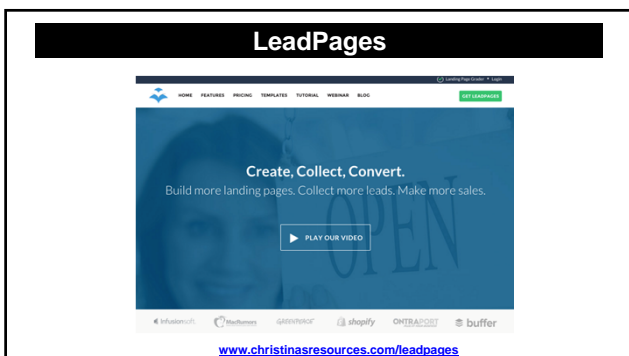 LeadPages
Landing Page Grader Login
HOME FEATURES PRICING TEMPLATES TUTORIAL WEBINAR BLOG
GET LEADPAGES
Create, Collect, Convert.
Build more landing pages. Collect more leads. Make more sales.
OPEN
PLAY OUR VIDEO
Infusionsoft. MacRumors GREENTHROAT shopify ONTRAPORT buffer
www.christinasresources.com/leadpages